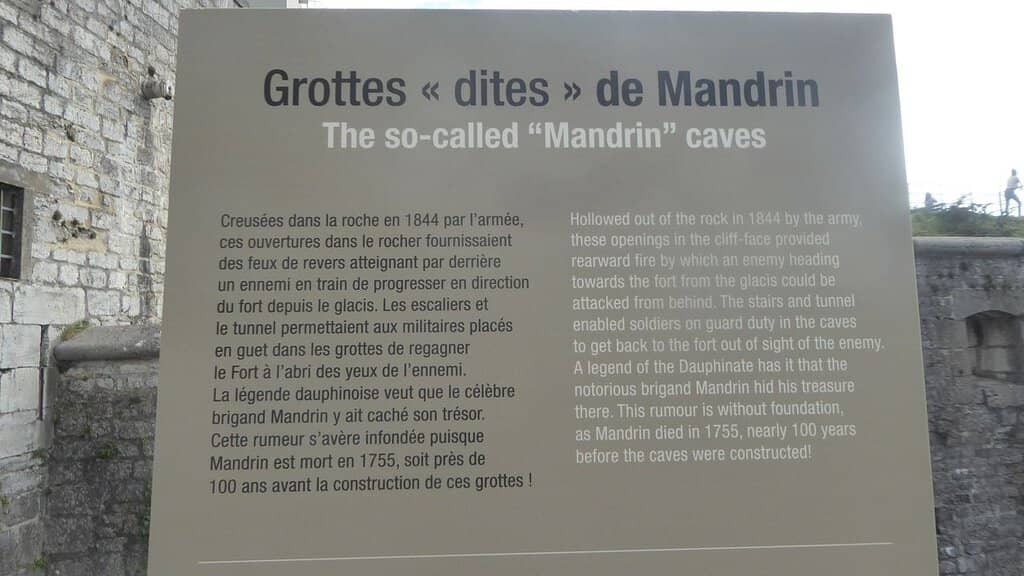 Grottes « dites » de Mandrin
The so-called “Mandrin” caves
Creusées dans la roche en 1844 par l’armée,
ces ouvertures dans le rocher fournissaient
des feux de revers atteignant par derrière
un ennemi en train de progresser en direction
du fort depuis le glacis. Les escaliers et
le tunnel permettaient aux militaires placés
en guet dans les grottes de regagner
le Fort à l’abri des yeux de l’ennemi.
La légende dauphinoise veut que le célèbre
brigand Mandrin y ait caché son trésor.
Cette rumeur s’avère infondée puisque
Mandrin est mort en 1755, soit près de
100 ans avant la construction de ces grottes !
Hollowed out of the rock in 1844 by the army,
these openings in the cliff-face provided
rearward fire by which an enemy heading
towards the fort from the glacis could be
attacked from behind. The stairs and tunnel
enabled soldiers on guard duty in the caves
to get back to the fort out of sight of the enemy.
A legend of the Dauphinate has it that the
notorious brigand Mandrin hid his treasure
there. This rumour is without foundation,
as Mandrin died in 1755, nearly 100 years
before the caves were constructed!